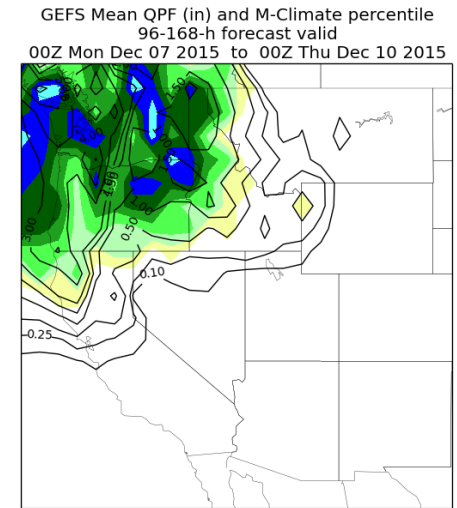 GEFS Mean QPF (in) and M-Climate percentile
96-168-h forecast valid
00Z Mon Dec 07 2015 to 00Z Thu Dec 10 2015
1.00
0.50
3.00
0.10
0.25